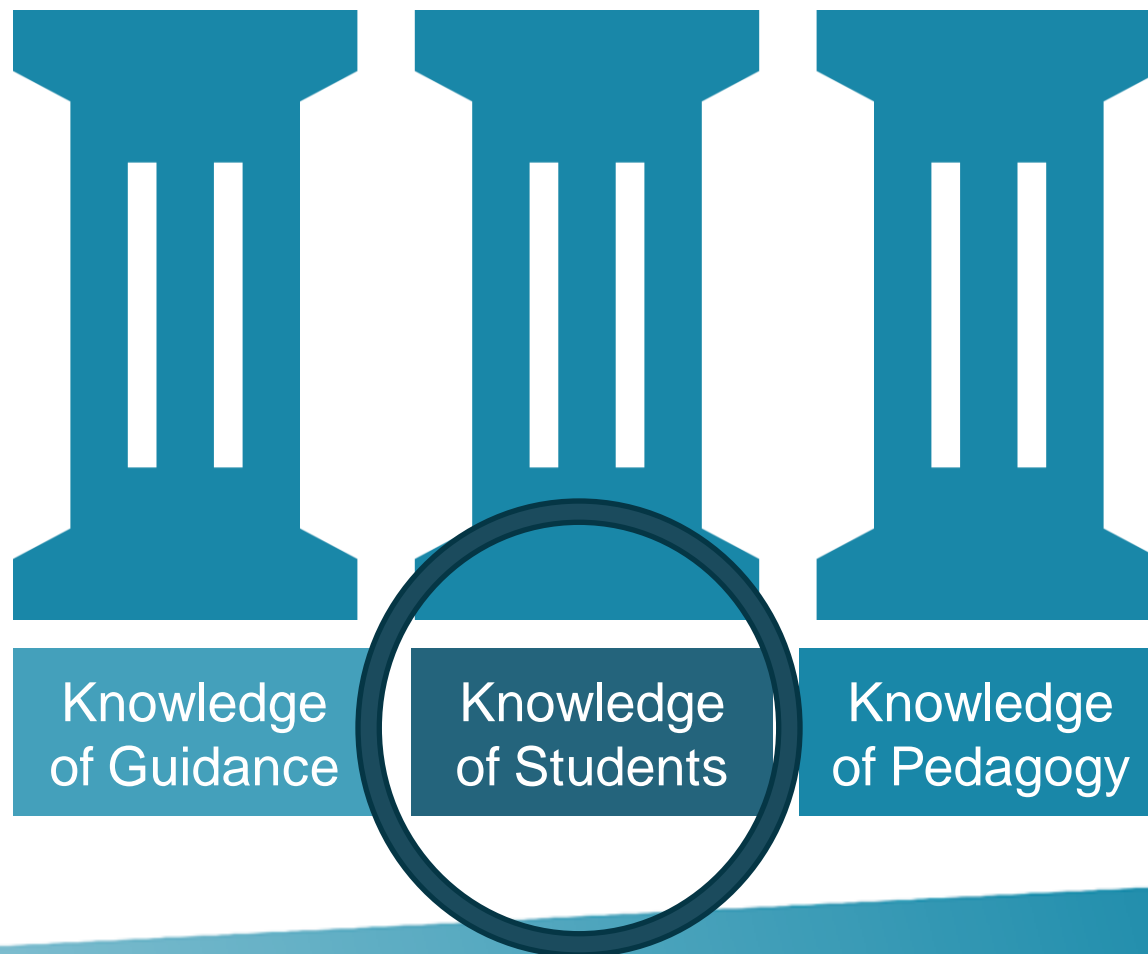 Knowledge
of Guidance
Knowledge
of Students
Knowledge
of Pedagogy